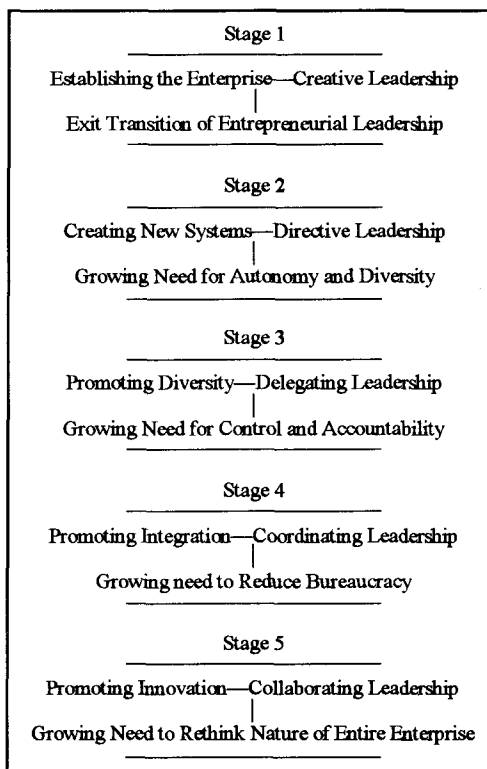 Stage 1
Establishing the Enterprise—Creative Leadership
Exit Transition of Entrepreneurial Leadership
Stage 2
Creating New Systems—Directive Leadership
Growing Need for Autonomy and Diversity
Stage 3
Promoting Diversity—Delegating Leadership
Growing Need for Control and Accountability
Stage 4
Promoting Integration—Coordinating Leadership
Growing need to Reduce Bureaucracy
Stage 5
Promoting Innovation—Collaborating Leadership
Growing Need to Rethink Nature of Entire Enterprise